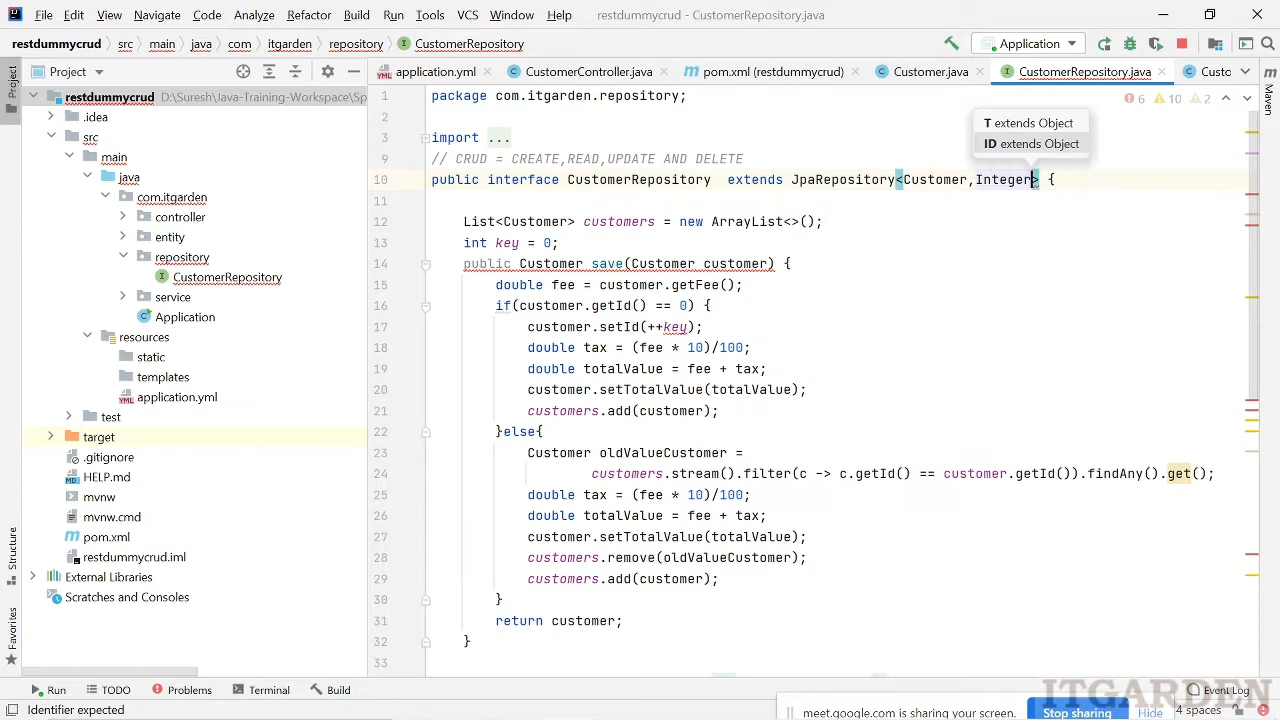 File Edit View Navigate Code Analyze Refactor Build Run Tools VCS Window Help restdummycrud - CustomerRepository.java
restdummycrud src main java com itgarden repository CustomerRepository Application
Project application.yml CustomerController.java pom.xml (restdummycrud) Customer.java CustomerRepository.java Custo
Project
Maven
Structure
Favorites
restdummycrud D:\Suresh\Java-Training-Workspace\Sp
.idea
src
main
java
com.itgarden
controller
entity
repository
CustomerRepository
service
Application
resources
static
templates
application.yml
test
target
.gitignore
HELP.md
mvnw
mvnw.cmd
pom.xml
restdummycrud.iml
External Libraries
Scratches and Consoles
6 10 2
T extends Object
ID extends Object
1 package com.itgarden.repository;
2
3 import ...
9 // CRUD = CREATE,READ,UPDATE AND DELETE
10 public interface CustomerRepository extends JpaRepository<Customer,Integer> {
11
12 List<Customer> customers = new ArrayList<>();
13 int key = 0;
14 public Customer save(Customer customer) {
15 double fee = customer.getFee();
16 if(customer.getId() == 0) {
17 customer.setId(++key);
18 double tax = (fee * 10)/100;
19 double totalValue = fee + tax;
20 customer.setTotalValue(totalValue);
21 customers.add(customer);
22 }else{
23 Customer oldValueCustomer =
24 customers.stream().filter(c -> c.getId() == customer.getId()).findAny().get();
25 double tax = (fee * 10)/100;
26 double totalValue = fee + tax;
27 customer.setTotalValue(totalValue);
28 customers.remove(oldValueCustomer);
29 customers.add(customer);
30 }
31 return customer;
32 }
33
Run TODO Problems Terminal Build Event Log
ITGARDEN
Identifier expected
meet.google.com is sharing your screen. Stop sharing Hide 4 spaces